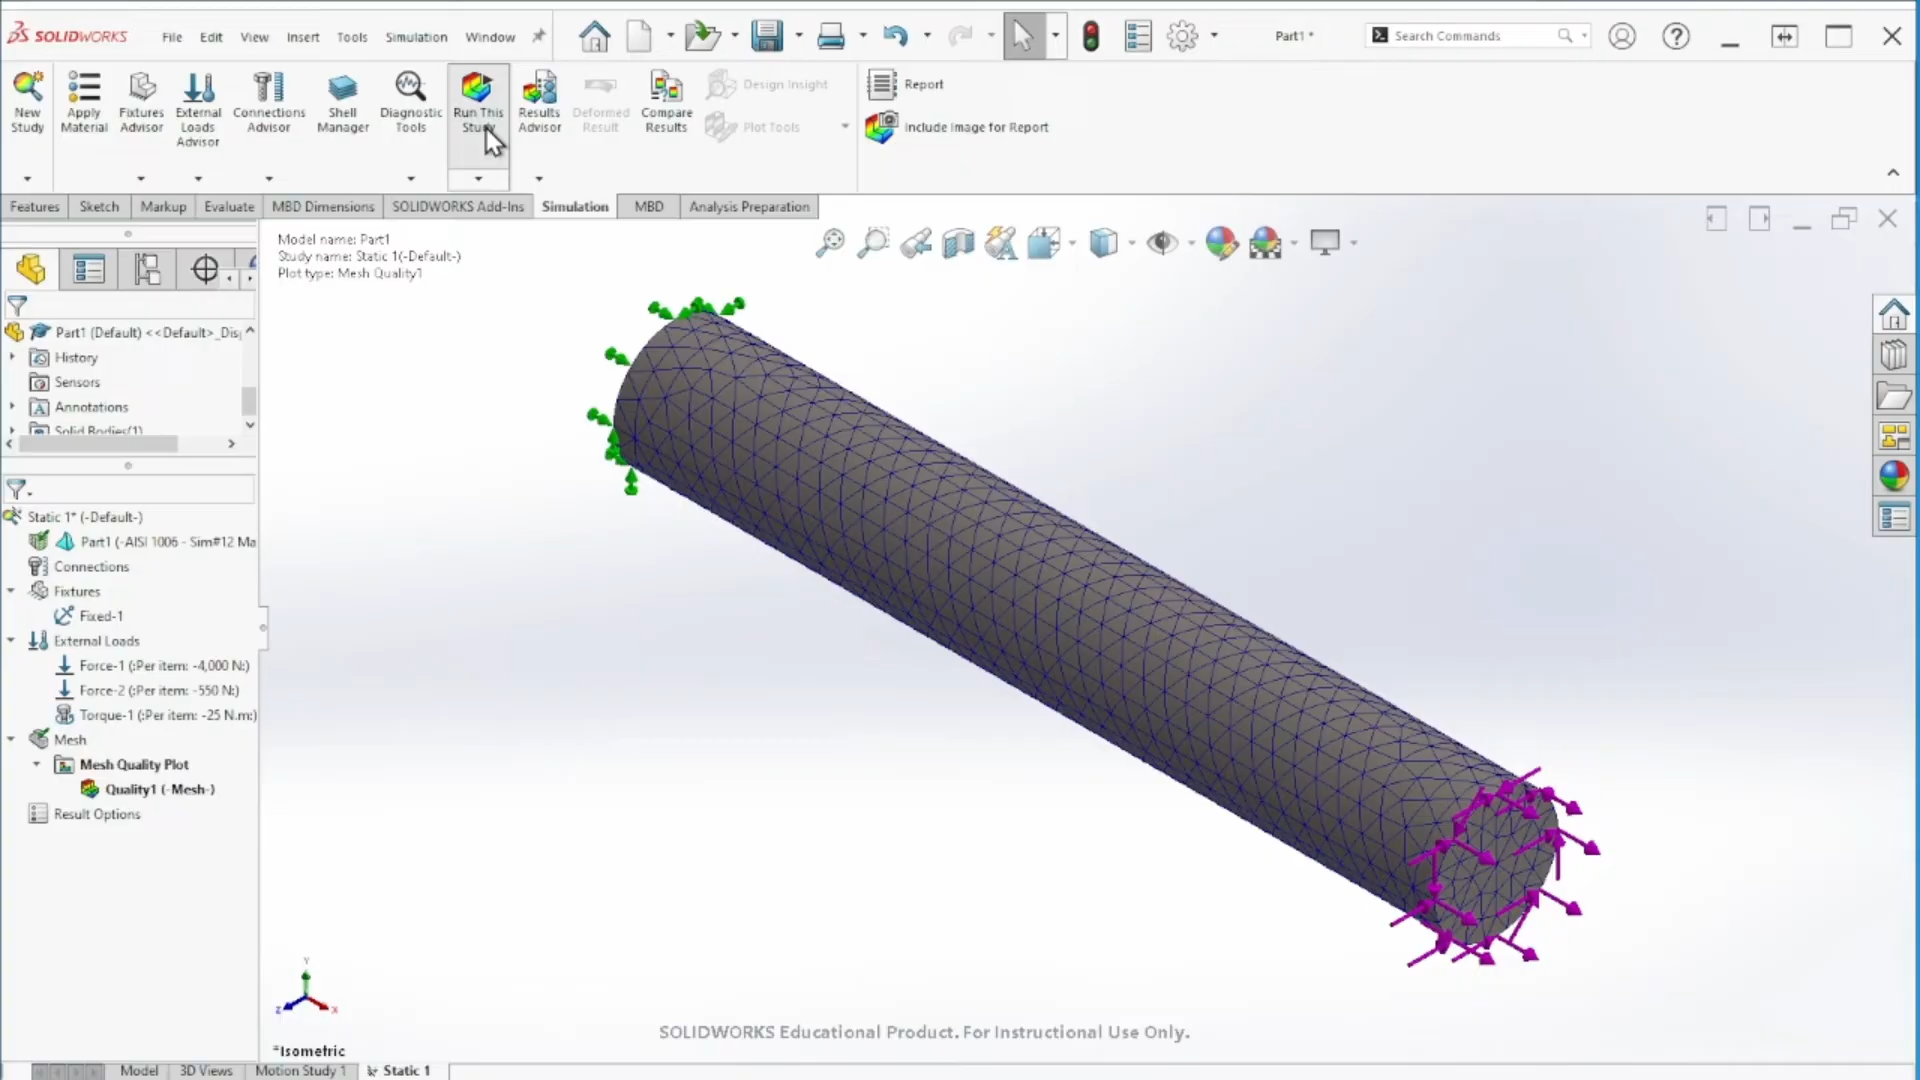 SOLIDWORKS File Edit View Insert Tools Simulation Window Part1 * Search Commands
New Study
Apply Material
Fixtures Advisor
External Loads Advisor
Connections Advisor
Shell Manager
Diagnostic Tools
Run This Study
Results Advisor
Deformed Result
Compare Results
Design Insight
Plot Tools
Report
Include Image for Report
Features Sketch Markup Evaluate MBD Dimensions SOLIDWORKS Add-Ins Simulation MBD Analysis Preparation
Model name: Part1
Study name: Static 1(-Default-)
Plot type: Mesh Quality1
Part1 (Default) <<Default>_Disp
History
Sensors
Annotations
Solid Bodies(1)
Static 1* (-Default-)
Part1 (-AISI 1006 - Sim#12 Ma
Connections
Fixtures
Fixed-1
External Loads
Force-1 (:Per item: -4,000 N:)
Force-2 (:Per item: -550 N:)
Torque-1 (:Per item: -25 N.m:)
Mesh
Mesh Quality Plot
Quality1 (-Mesh-)
Result Options
Y
Z X
SOLIDWORKS Educational Product. For Instructional Use Only.
*Isometric
Model 3D Views Motion Study 1 Static 1